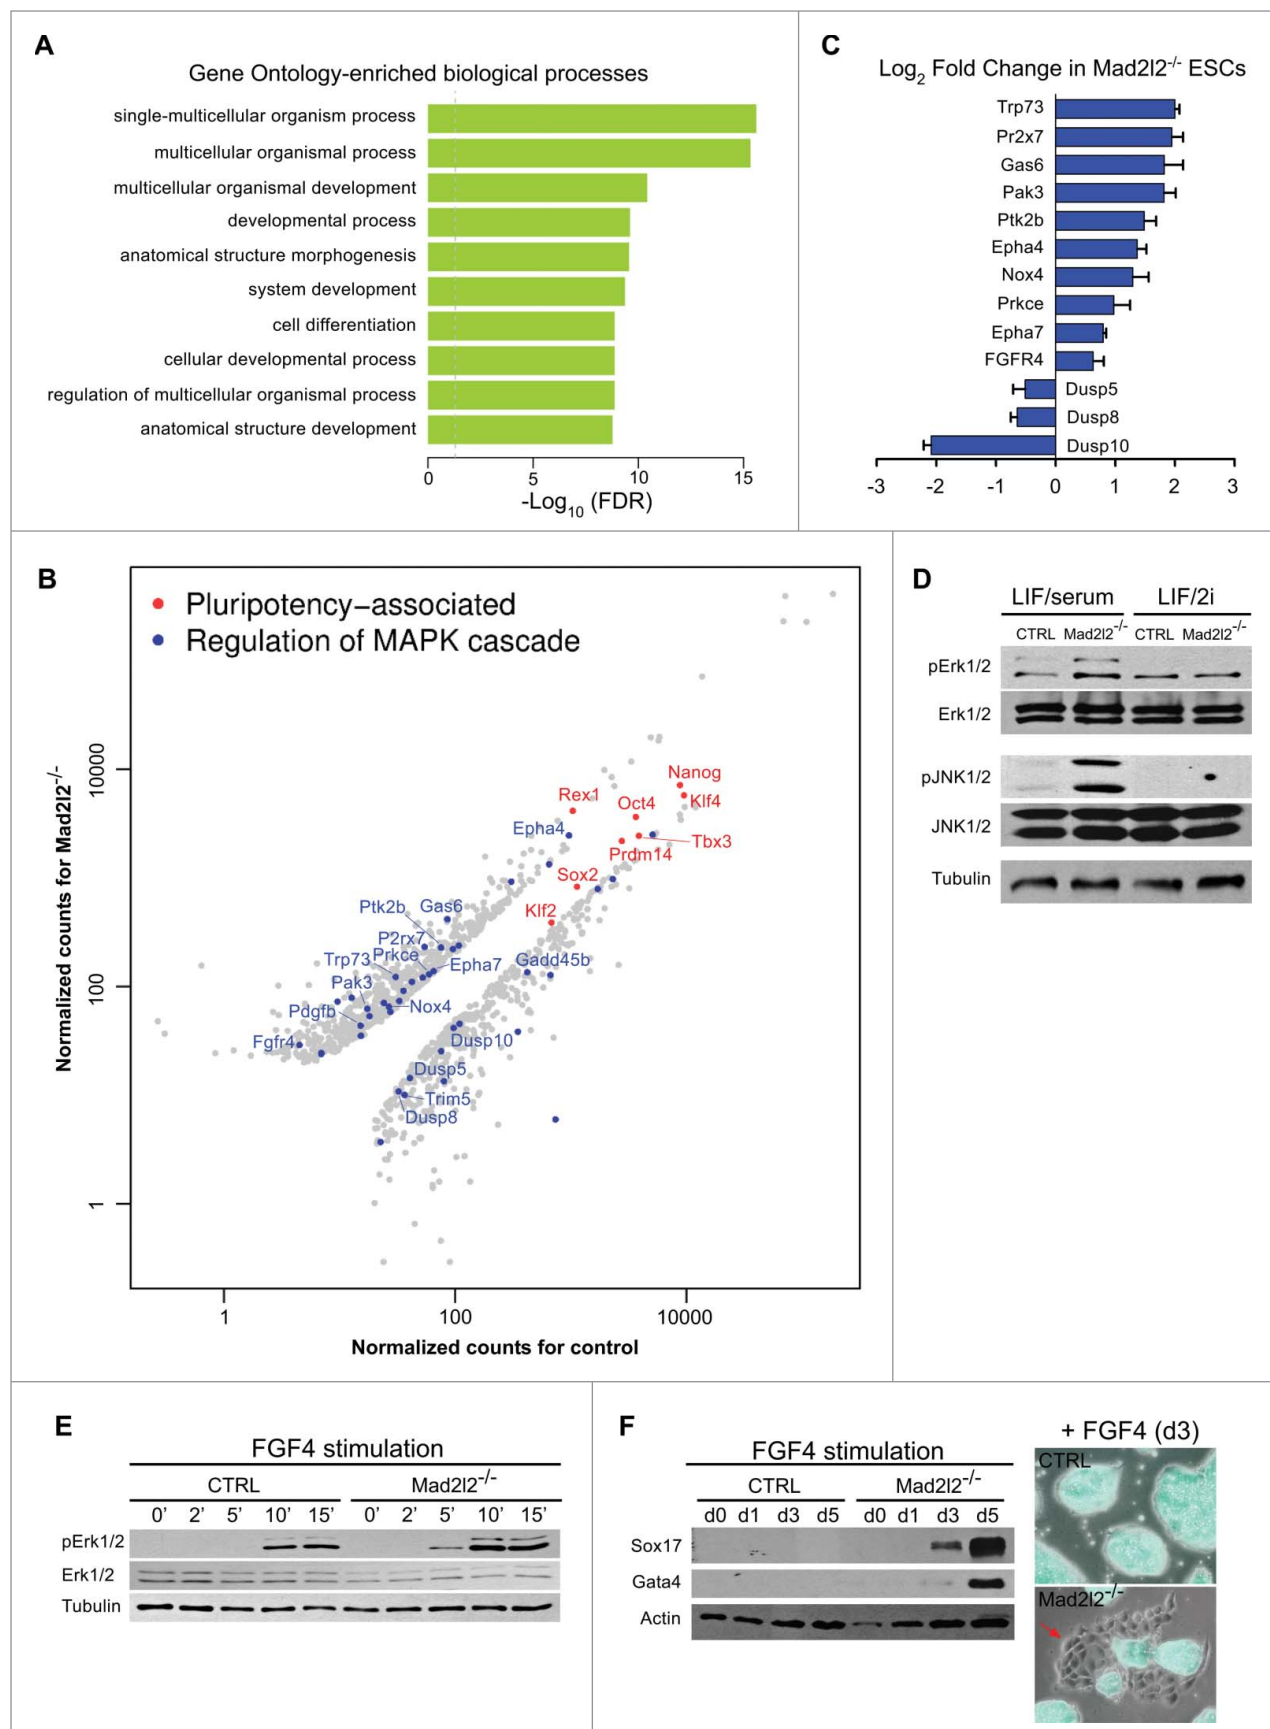 A
Gene Ontology-enriched biological processes
single-multicellular organism process
multicellular organismal process
multicellular organismal development
developmental process
anatomical structure morphogenesis
system development
cell differentiation
cellular developmental process
regulation of multicellular organismal process
anatomical structure development
0 5 10 15
-Log10 (FDR)
C
Log2 Fold Change in Mad2l2-/- ESCs
Trp73
Pr2x7
Gas6
Pak3
Ptk2b
Epha4
Nox4
Prkce
Epha7
FGFR4
Dusp5
Dusp8
Dusp10
-3 -2 -1 0 1 2 3
B
Pluripotency-associated
Regulation of MAPK cascade
Normalized counts for Mad2l2-/-
10000
100
1
Nanog
Rex1
Oct4
Klf4
Epha4
Tbx3
Prdm14
Sox2
Ptk2b
Gas6
Klf2
P2rx7
Trp73
Prkce
Epha7
Gadd45b
Pak3
Pdgfb
Nox4
Fgfr4
Dusp10
Dusp5
Trim5
Dusp8
1 100 10000
Normalized counts for control
D
LIF/serum LIF/2i
CTRL Mad2l2-/- CTRL Mad2l2-/-
pErk1/2
Erk1/2
pJNK1/2
JNK1/2
Tubulin
E
FGF4 stimulation
CTRL Mad2l2-/-
0' 2' 5' 10' 15' 0' 2' 5' 10' 15'
pErk1/2
Erk1/2
Tubulin
F
FGF4 stimulation
CTRL Mad2l2-/-
d0 d1 d3 d5 d0 d1 d3 d5
Sox17
Gata4
Actin
+ FGF4 (d3)
CTRL
Mad2l2-/-